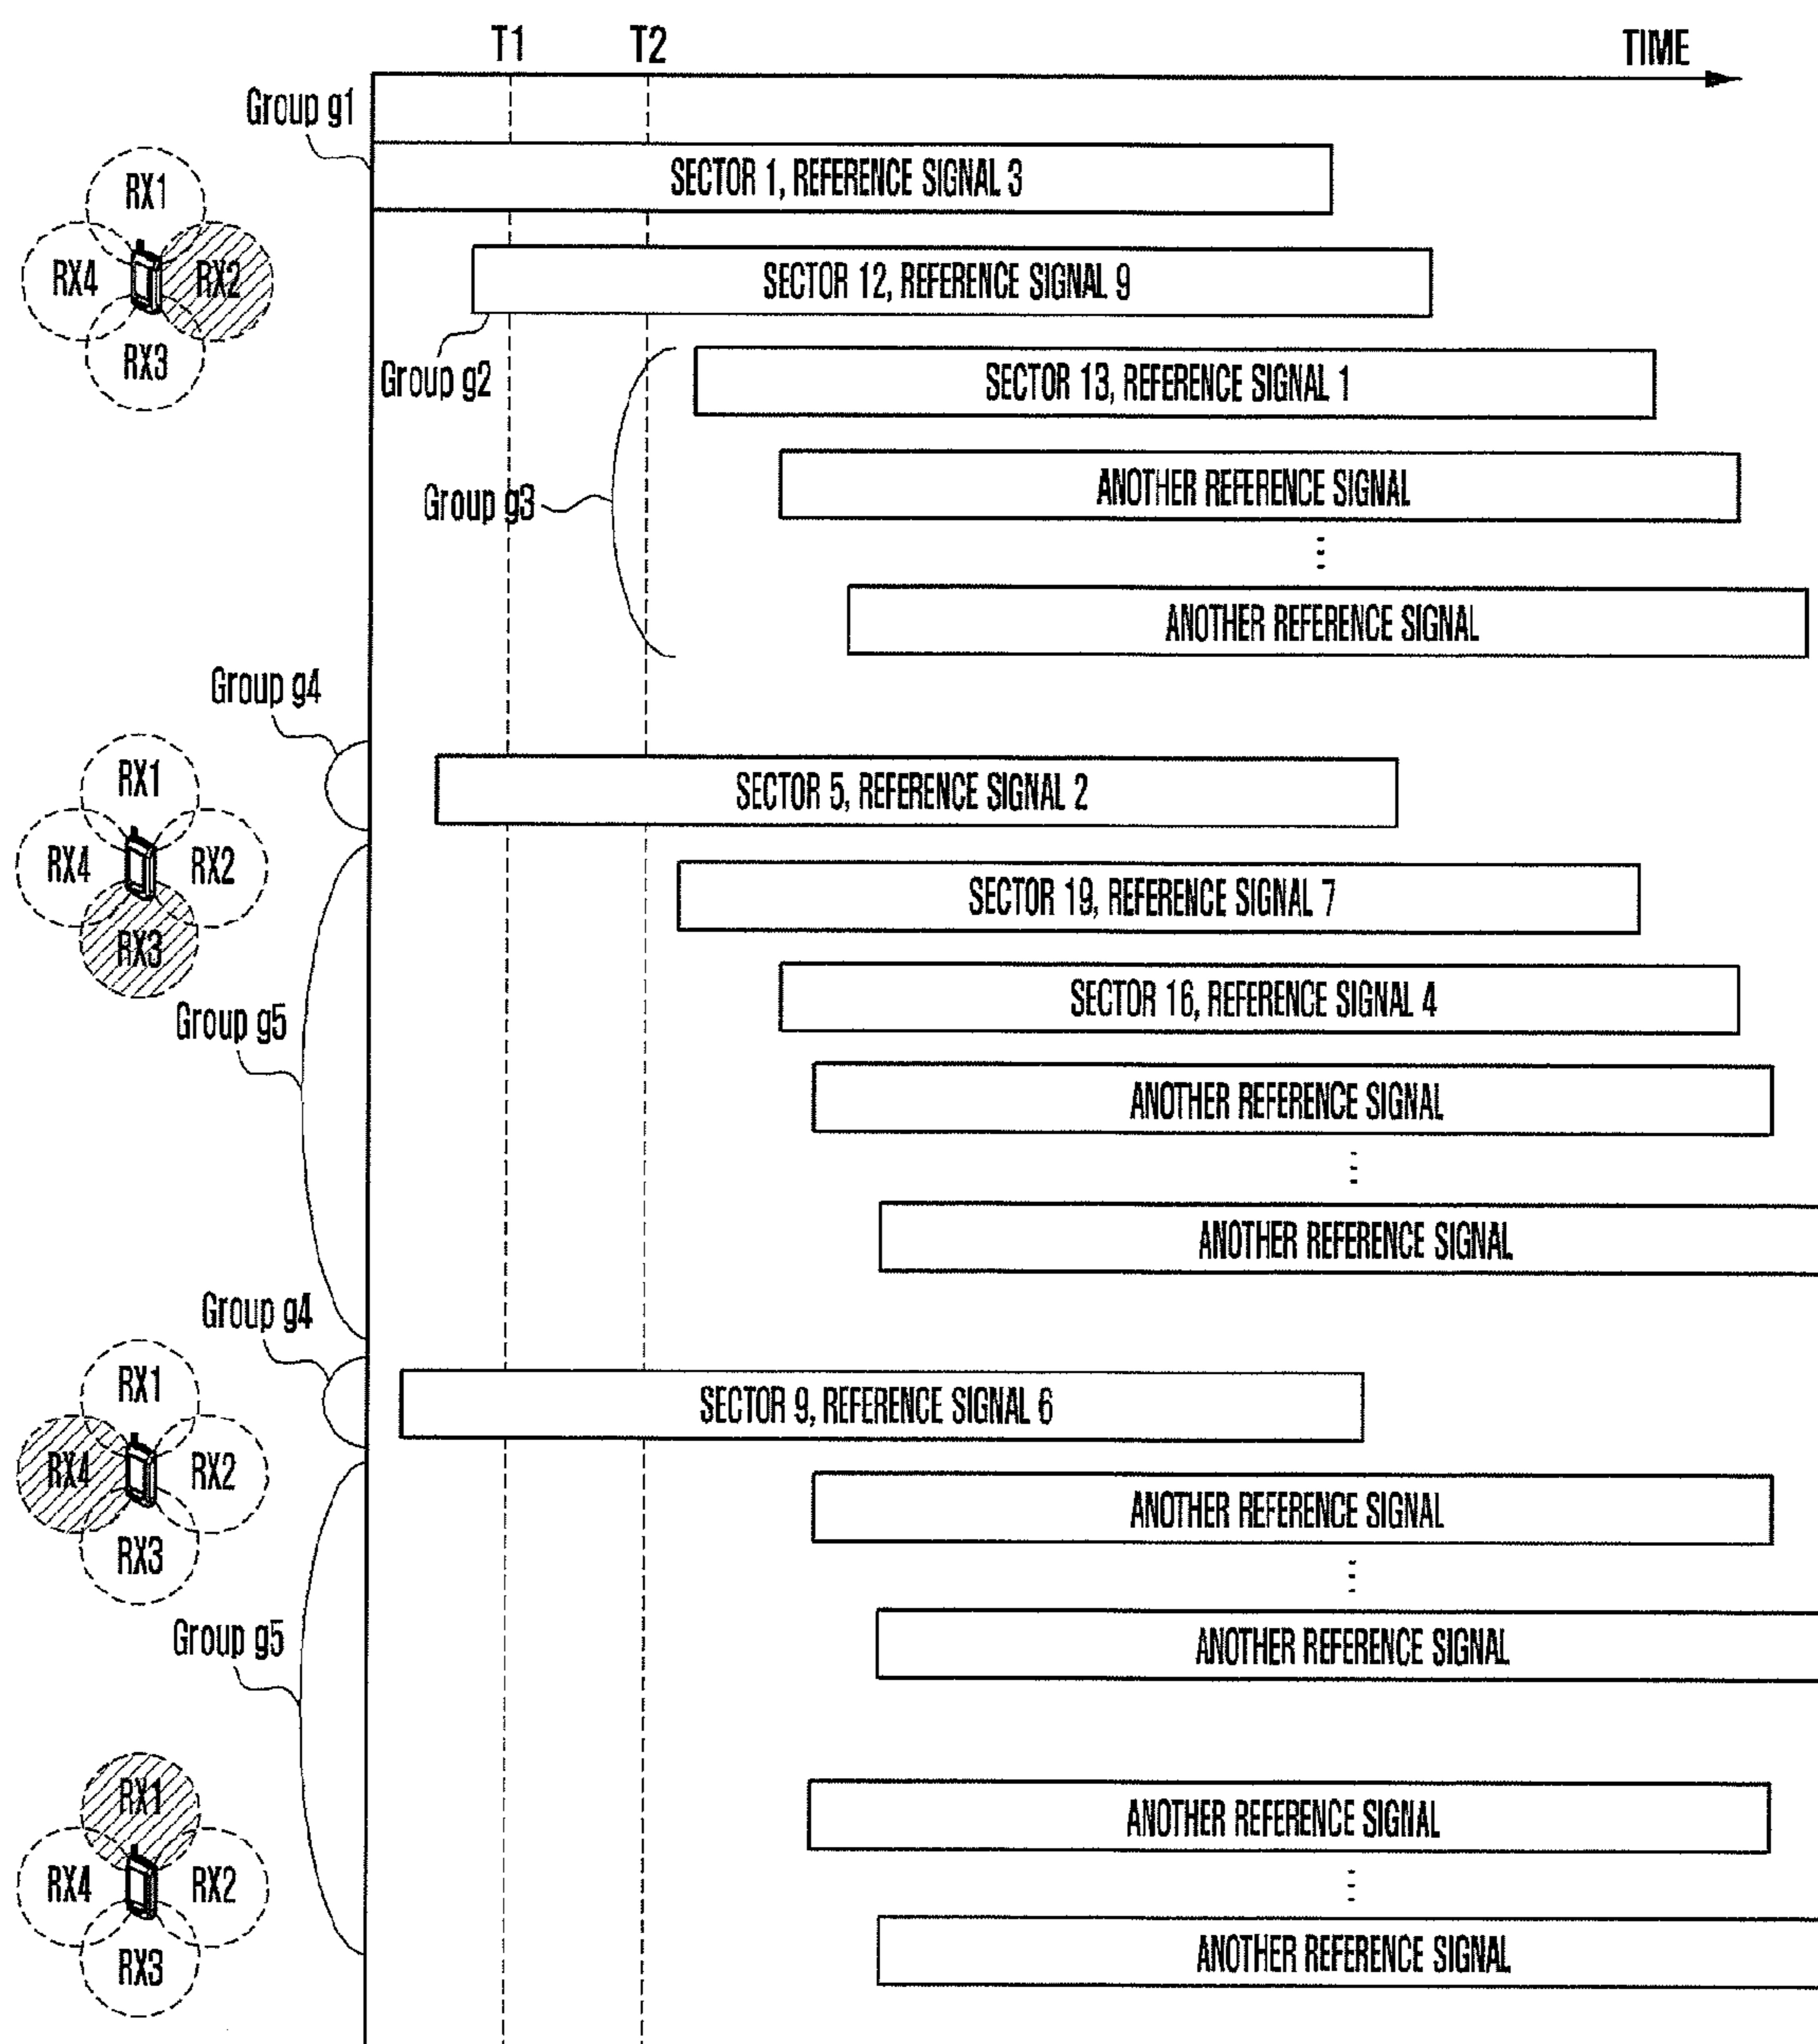 T1
T2
TIME
Group g1
SECTOR 1, REFERENCE SIGNAL 3
RX1
RX4
RX2
RX3
SECTOR 12, REFERENCE SIGNAL 9
Group g2
SECTOR 13, REFERENCE SIGNAL 1
Group g3
ANOTHER REFERENCE SIGNAL
ANOTHER REFERENCE SIGNAL
Group g4
RX1
RX4
RX2
RX3
SECTOR 5, REFERENCE SIGNAL 2
SECTOR 19, REFERENCE SIGNAL 7
Group g5
SECTOR 16, REFERENCE SIGNAL 4
ANOTHER REFERENCE SIGNAL
ANOTHER REFERENCE SIGNAL
Group g4
RX1
RX4
RX2
RX3
SECTOR 9, REFERENCE SIGNAL 6
ANOTHER REFERENCE SIGNAL
Group g5
ANOTHER REFERENCE SIGNAL
RX1
RX4
RX2
RX3
ANOTHER REFERENCE SIGNAL
ANOTHER REFERENCE SIGNAL